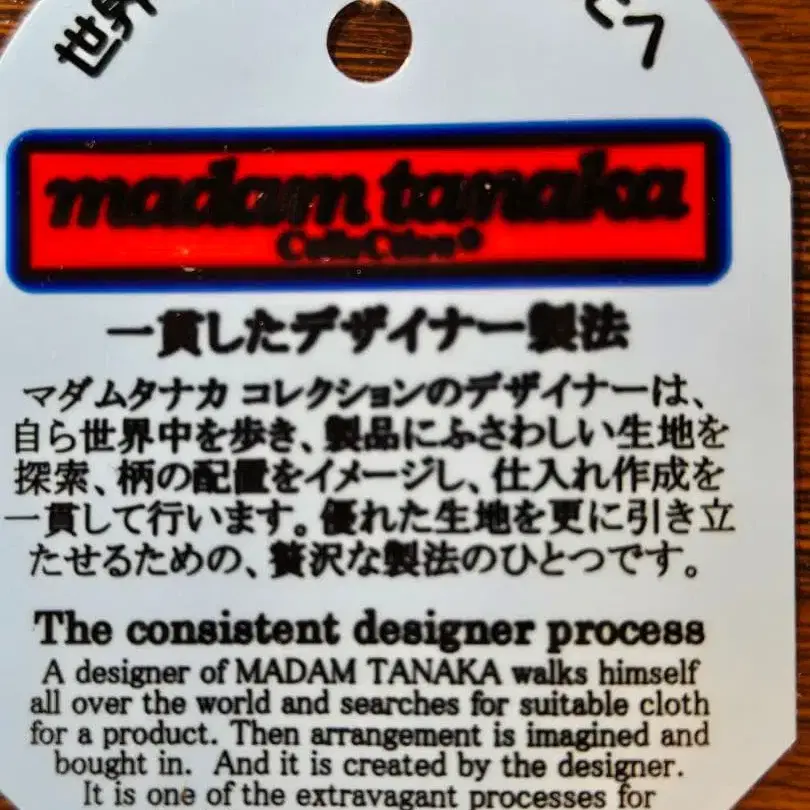 世界
madam tanaka
一貫したデザイナー製法
マダムタナカ コレクションのデザイナーは、
自ら世界中を歩き、製品にふさわしい生地を
探索、柄の配置をイメージし、仕入れ作成を
一貫して行います。優れた生地を更に引き立
たせるための、贅沢な製法のひとつです。
The consistent designer process
A designer of MADAM TANAKA walks himself
all over the world and searches for suitable cloth
for a product. Then arrangement is imagined and
bought in. And it is created by the designer.
It is one of the extravagant processes for